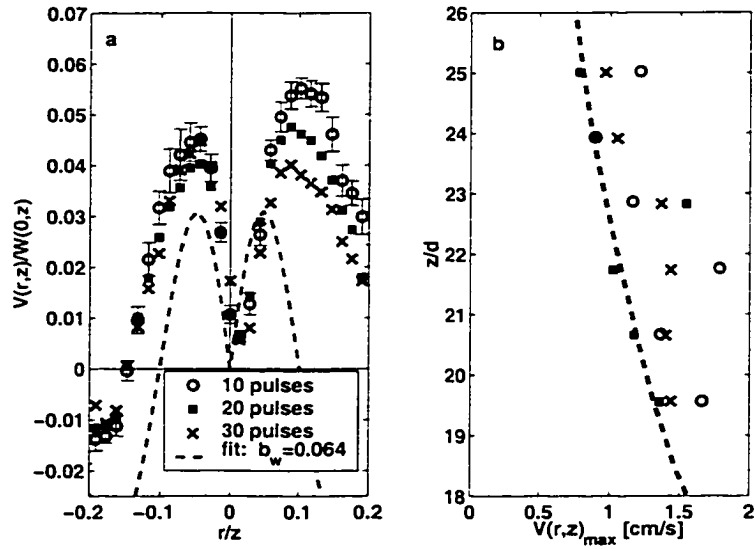 a
V(r,z)/W(0,z)
0.07
0.06
0.05
0.04
0.03
0.02
0.01
0
-0.01
-0.02
10 pulses
20 pulses
30 pulses
fit: b_w=0.064
-0.2 -0.1 0 0.1 0.2
r/z
b
z/d
26
25
24
23
22
21
20
19
18
0 0.5 1 1.5 2
V(r,z)max [cm/s]